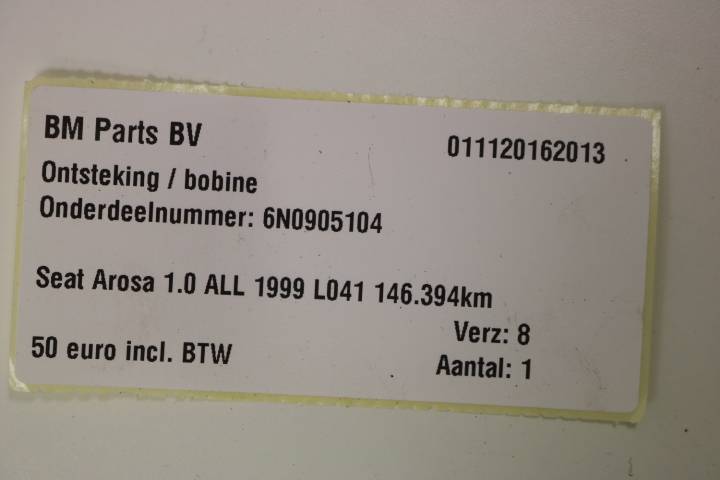 BM Parts BV
011120162013
Ontsteking / bobine
Onderdeelnummer: 6N0905104
Seat Arosa 1.0 ALL 1999 L041 146.394km
Verz: 8
50 euro incl. BTW
Aantal: 1